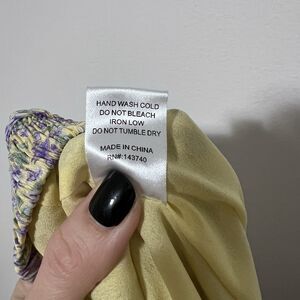 HAND WASH COLD
DO NOT BLEACH
IRON LOW
DO NOT TUMBLE DRY
MADE IN CHINA
RN#:143740